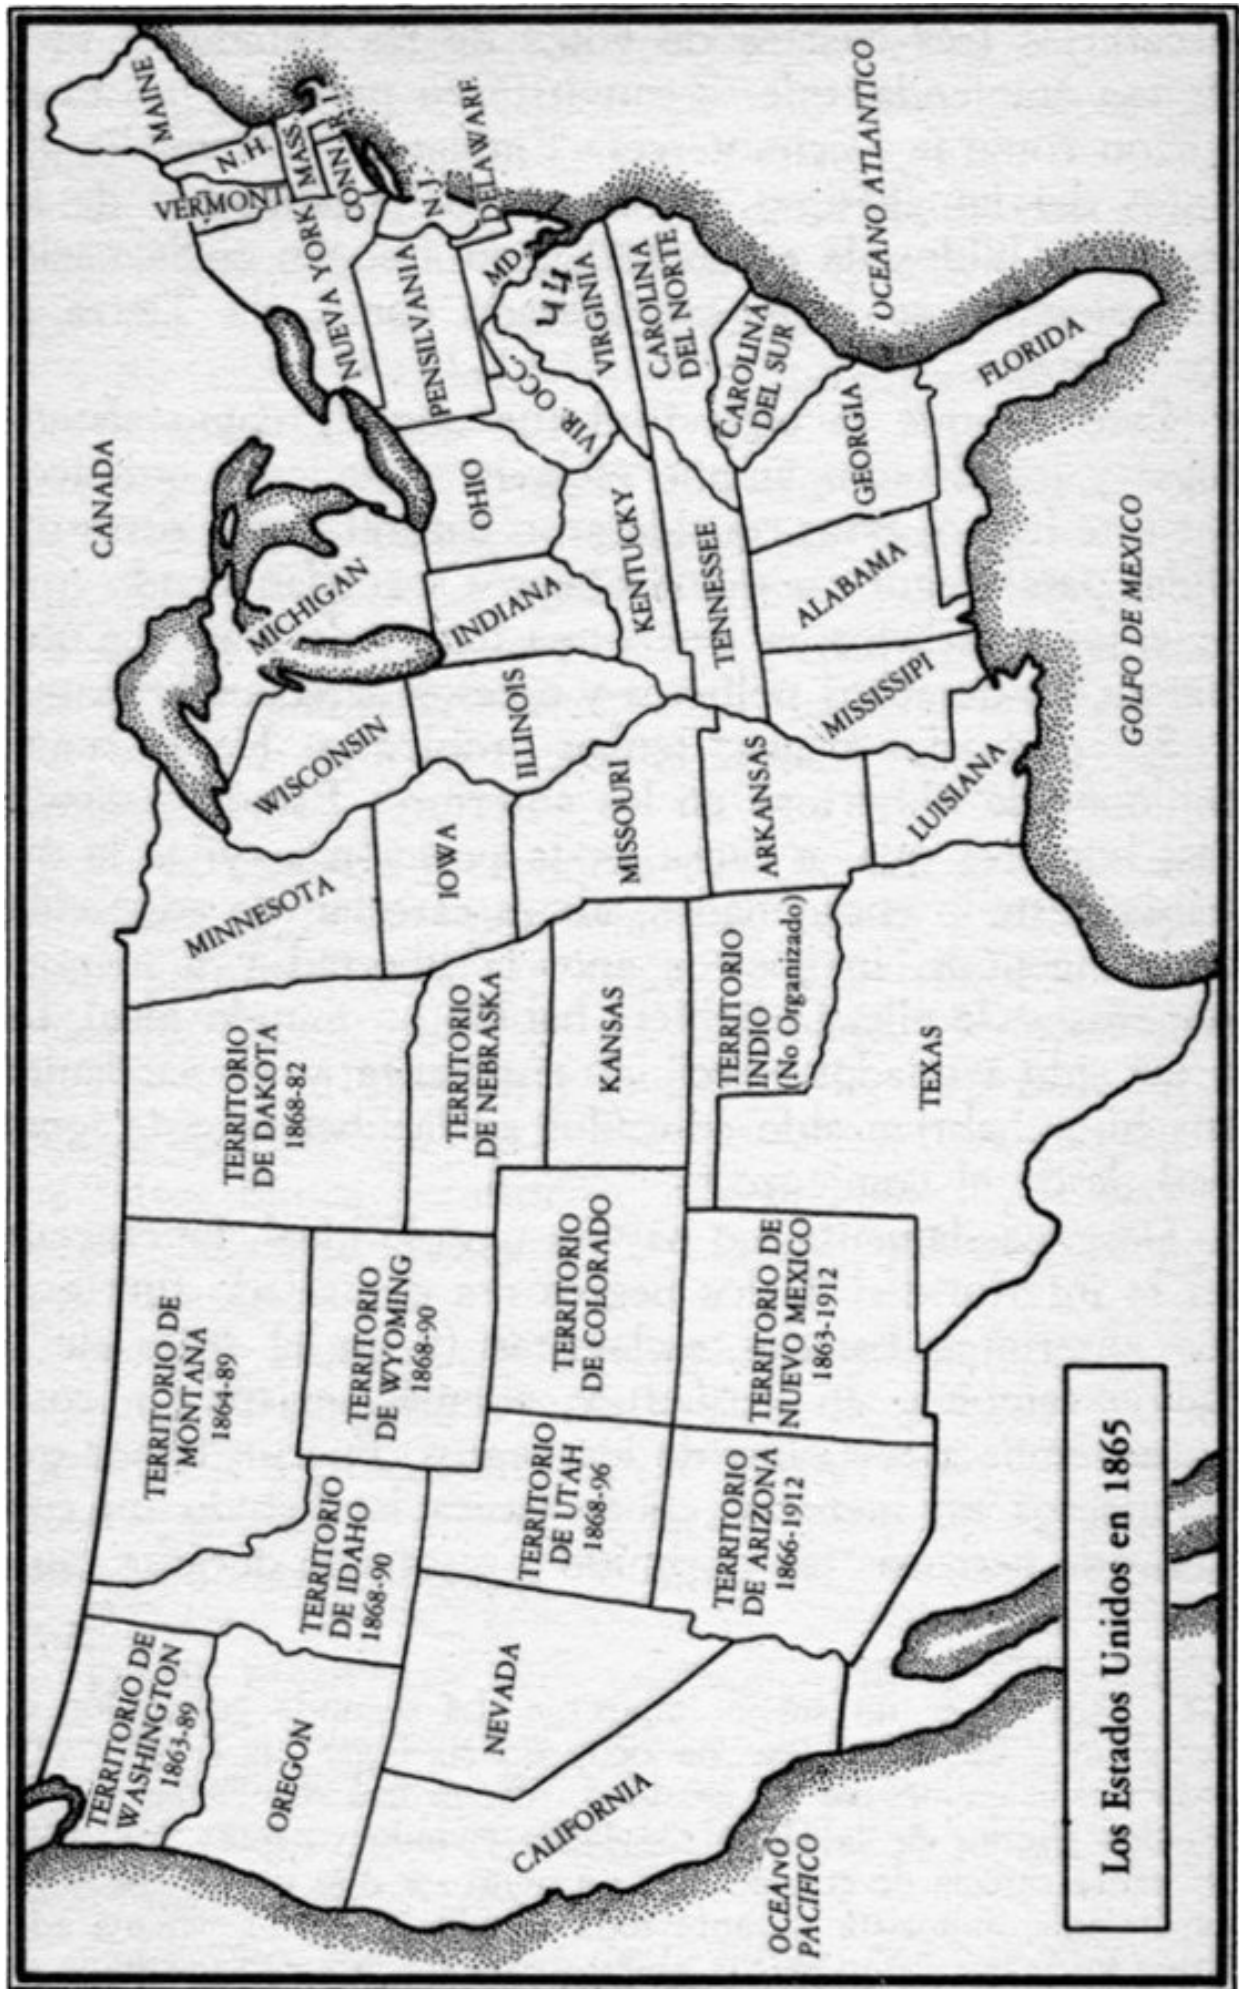 CANADA
TERRITORIO DE
WASHINGTON
1863-89
OREGON
CALIFORNIA
NEVADA
TERRITORIO
DE IDAHO
1868-90
TERRITORIO DE
MONTANA
1864-89
TERRITORIO
DE WYOMING
1868-90
TERRITORIO
DE UTAH
1868-96
TERRITORIO
DE ARIZONA
1866-1912
TERRITORIO
DE COLORADO
TERRITORIO DE
NUEVO MEXICO
1863-1912
TERRITORIO
DE DAKOTA
1868-82
TERRITORIO
DE NEBRASKA
KANSAS
TERRITORIO
INDIO
(No Organizado)
TEXAS
MINNESOTA
IOWA
MISSOURI
ARKANSAS
LUISIANA
WISCONSIN
ILLINOIS
MICHIGAN
INDIANA
OHIO
KENTUCKY
TENNESSEE
MISSISSIPI
ALABAMA
GEORGIA
FLORIDA
CAROLINA
DEL SUR
CAROLINA
DEL NORTE
VIRGINIA
VIR. OCC.
PENSILVANIA
NUEVA YORK
VERMONT
N.H.
MAINE
MASS.
CONN
R.I.
N.J.
DELAWARE
MD.
OCEANO ATLANTICO
GOLFO DE MEXICO
OCEANO
PACIFICO
Los Estados Unidos en 1865